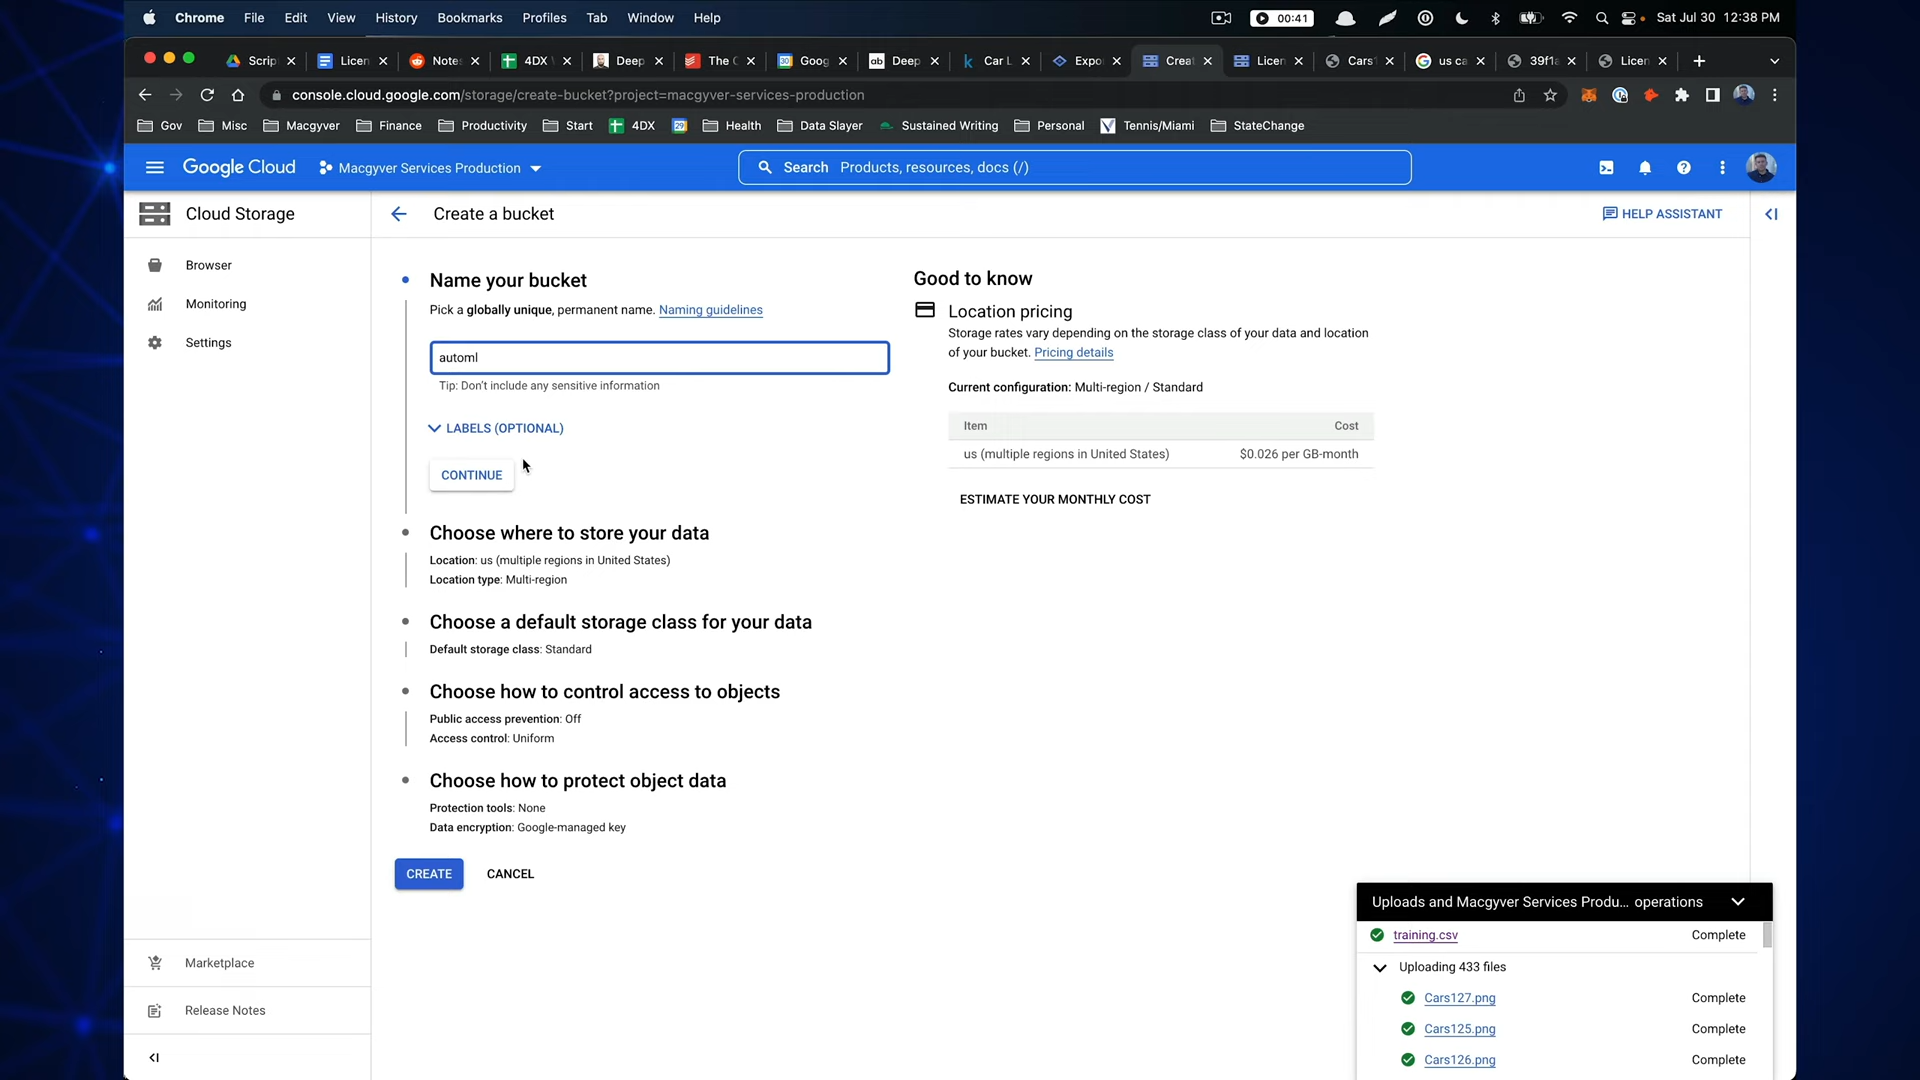 Chrome File Edit View History Bookmarks Profiles Tab Window Help 00:41 Sat Jul 30 12:38 PM
Scrip Licen Notes 4DX Deep The Goog Deep Car L Expo Creat Licen Cars1 us ca 39f1a Licen
console.cloud.google.com/storage/create-bucket?project=macgyver-services-production
Gov Misc Macgyver Finance Productivity Start 4DX Health Data Slayer Sustained Writing Personal Tennis/Miami StateChange
Google Cloud Macgyver Services Production Search Products, resources, docs (/)
Cloud Storage
Create a bucket
HELP ASSISTANT
Browser
Monitoring
Settings
Marketplace
Release Notes
Name your bucket
Pick a globally unique, permanent name. Naming guidelines
automl
Tip: Don't include any sensitive information
LABELS (OPTIONAL)
CONTINUE
Choose where to store your data
Location: us (multiple regions in United States)
Location type: Multi-region
Choose a default storage class for your data
Default storage class: Standard
Choose how to control access to objects
Public access prevention: Off
Access control: Uniform
Choose how to protect object data
Protection tools: None
Data encryption: Google-managed key
CREATE CANCEL
Good to know
Location pricing
Storage rates vary depending on the storage class of your data and location
of your bucket. Pricing details
Current configuration: Multi-region / Standard
Item Cost
us (multiple regions in United States) $0.026 per GB-month
ESTIMATE YOUR MONTHLY COST
Uploads and Macgyver Services Produ... operations
training.csv Complete
Uploading 433 files
Cars127.png Complete
Cars125.png Complete
Cars126.png Complete